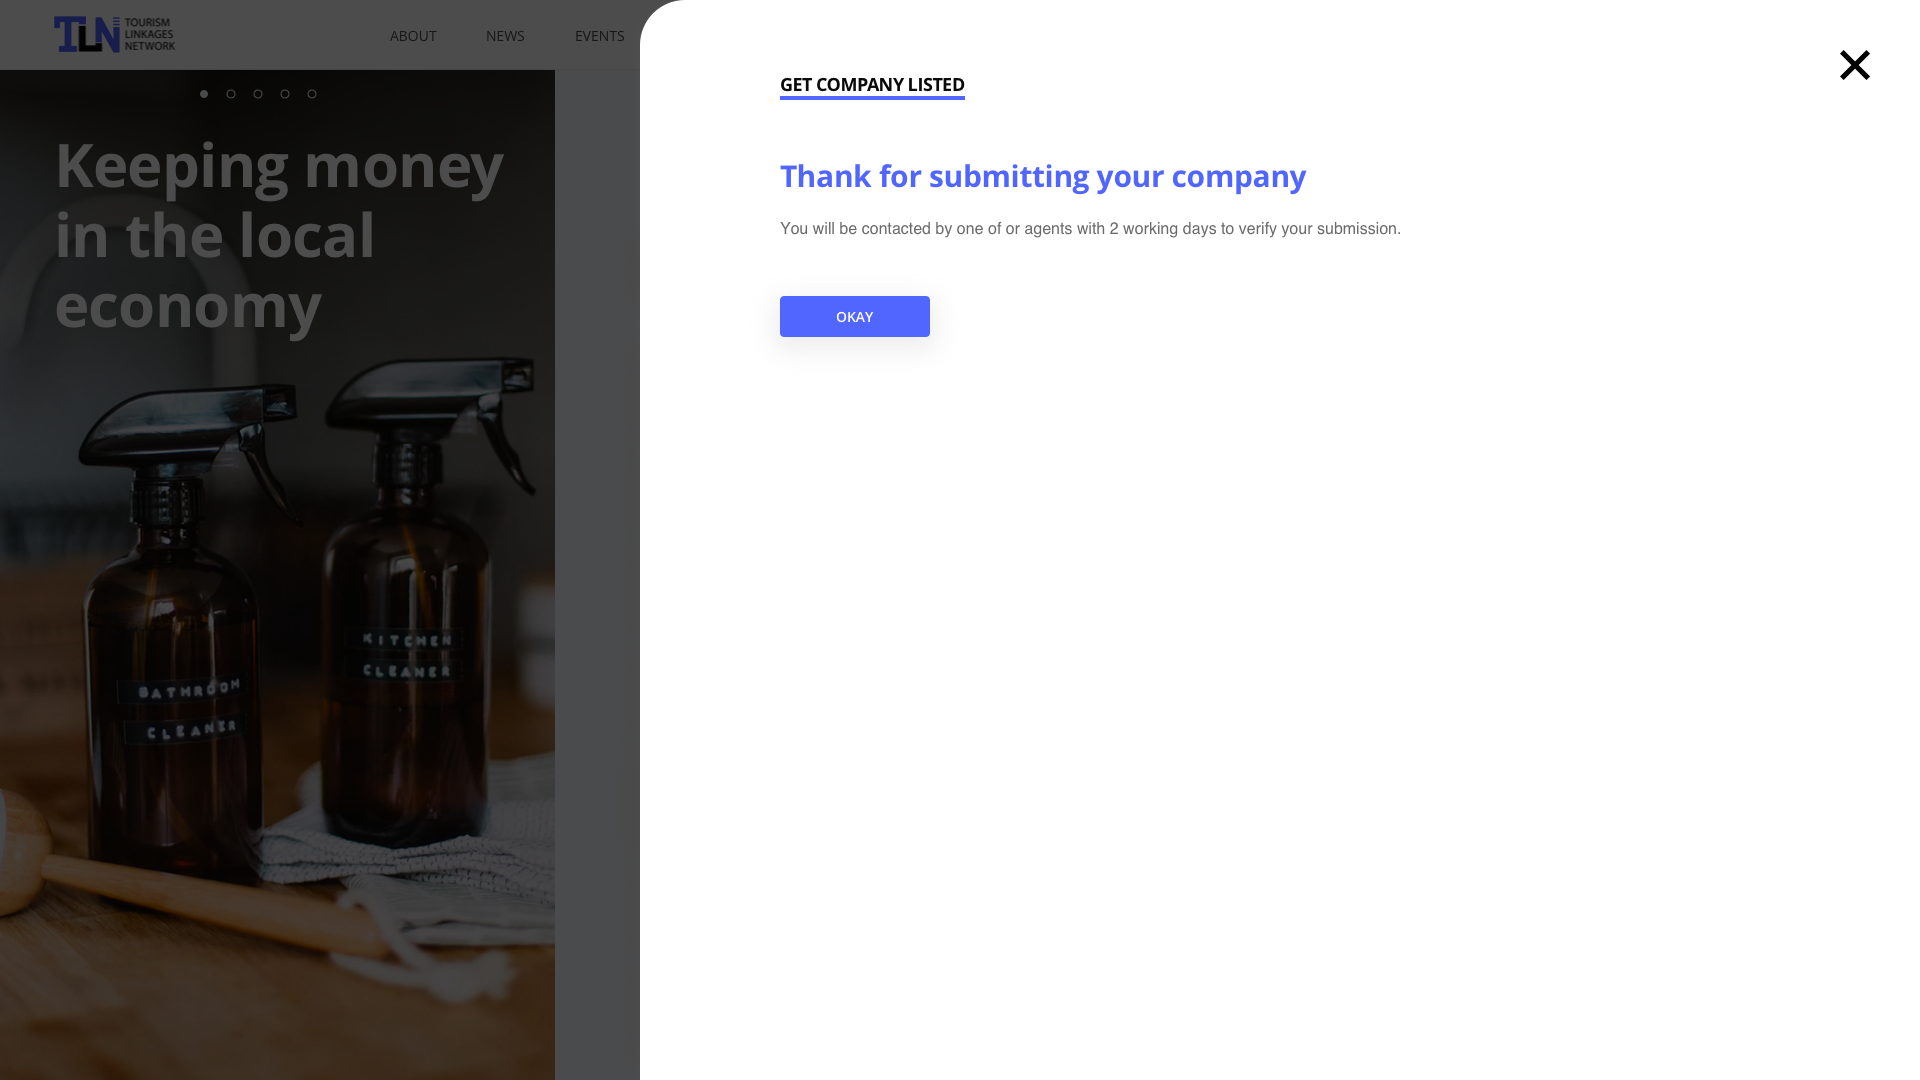 TOURISM
LINKAGES
NETWORK
TLN
ABOUT
NEWS
EVENTS
Keeping money
in the local
economy
KITCHEN
CLEANER
BATHROOM
CLEANER
GET COMPANY LISTED
Thank for submitting your company
You will be contacted by one of or agents with 2 working days to verify your submission.
OKAY